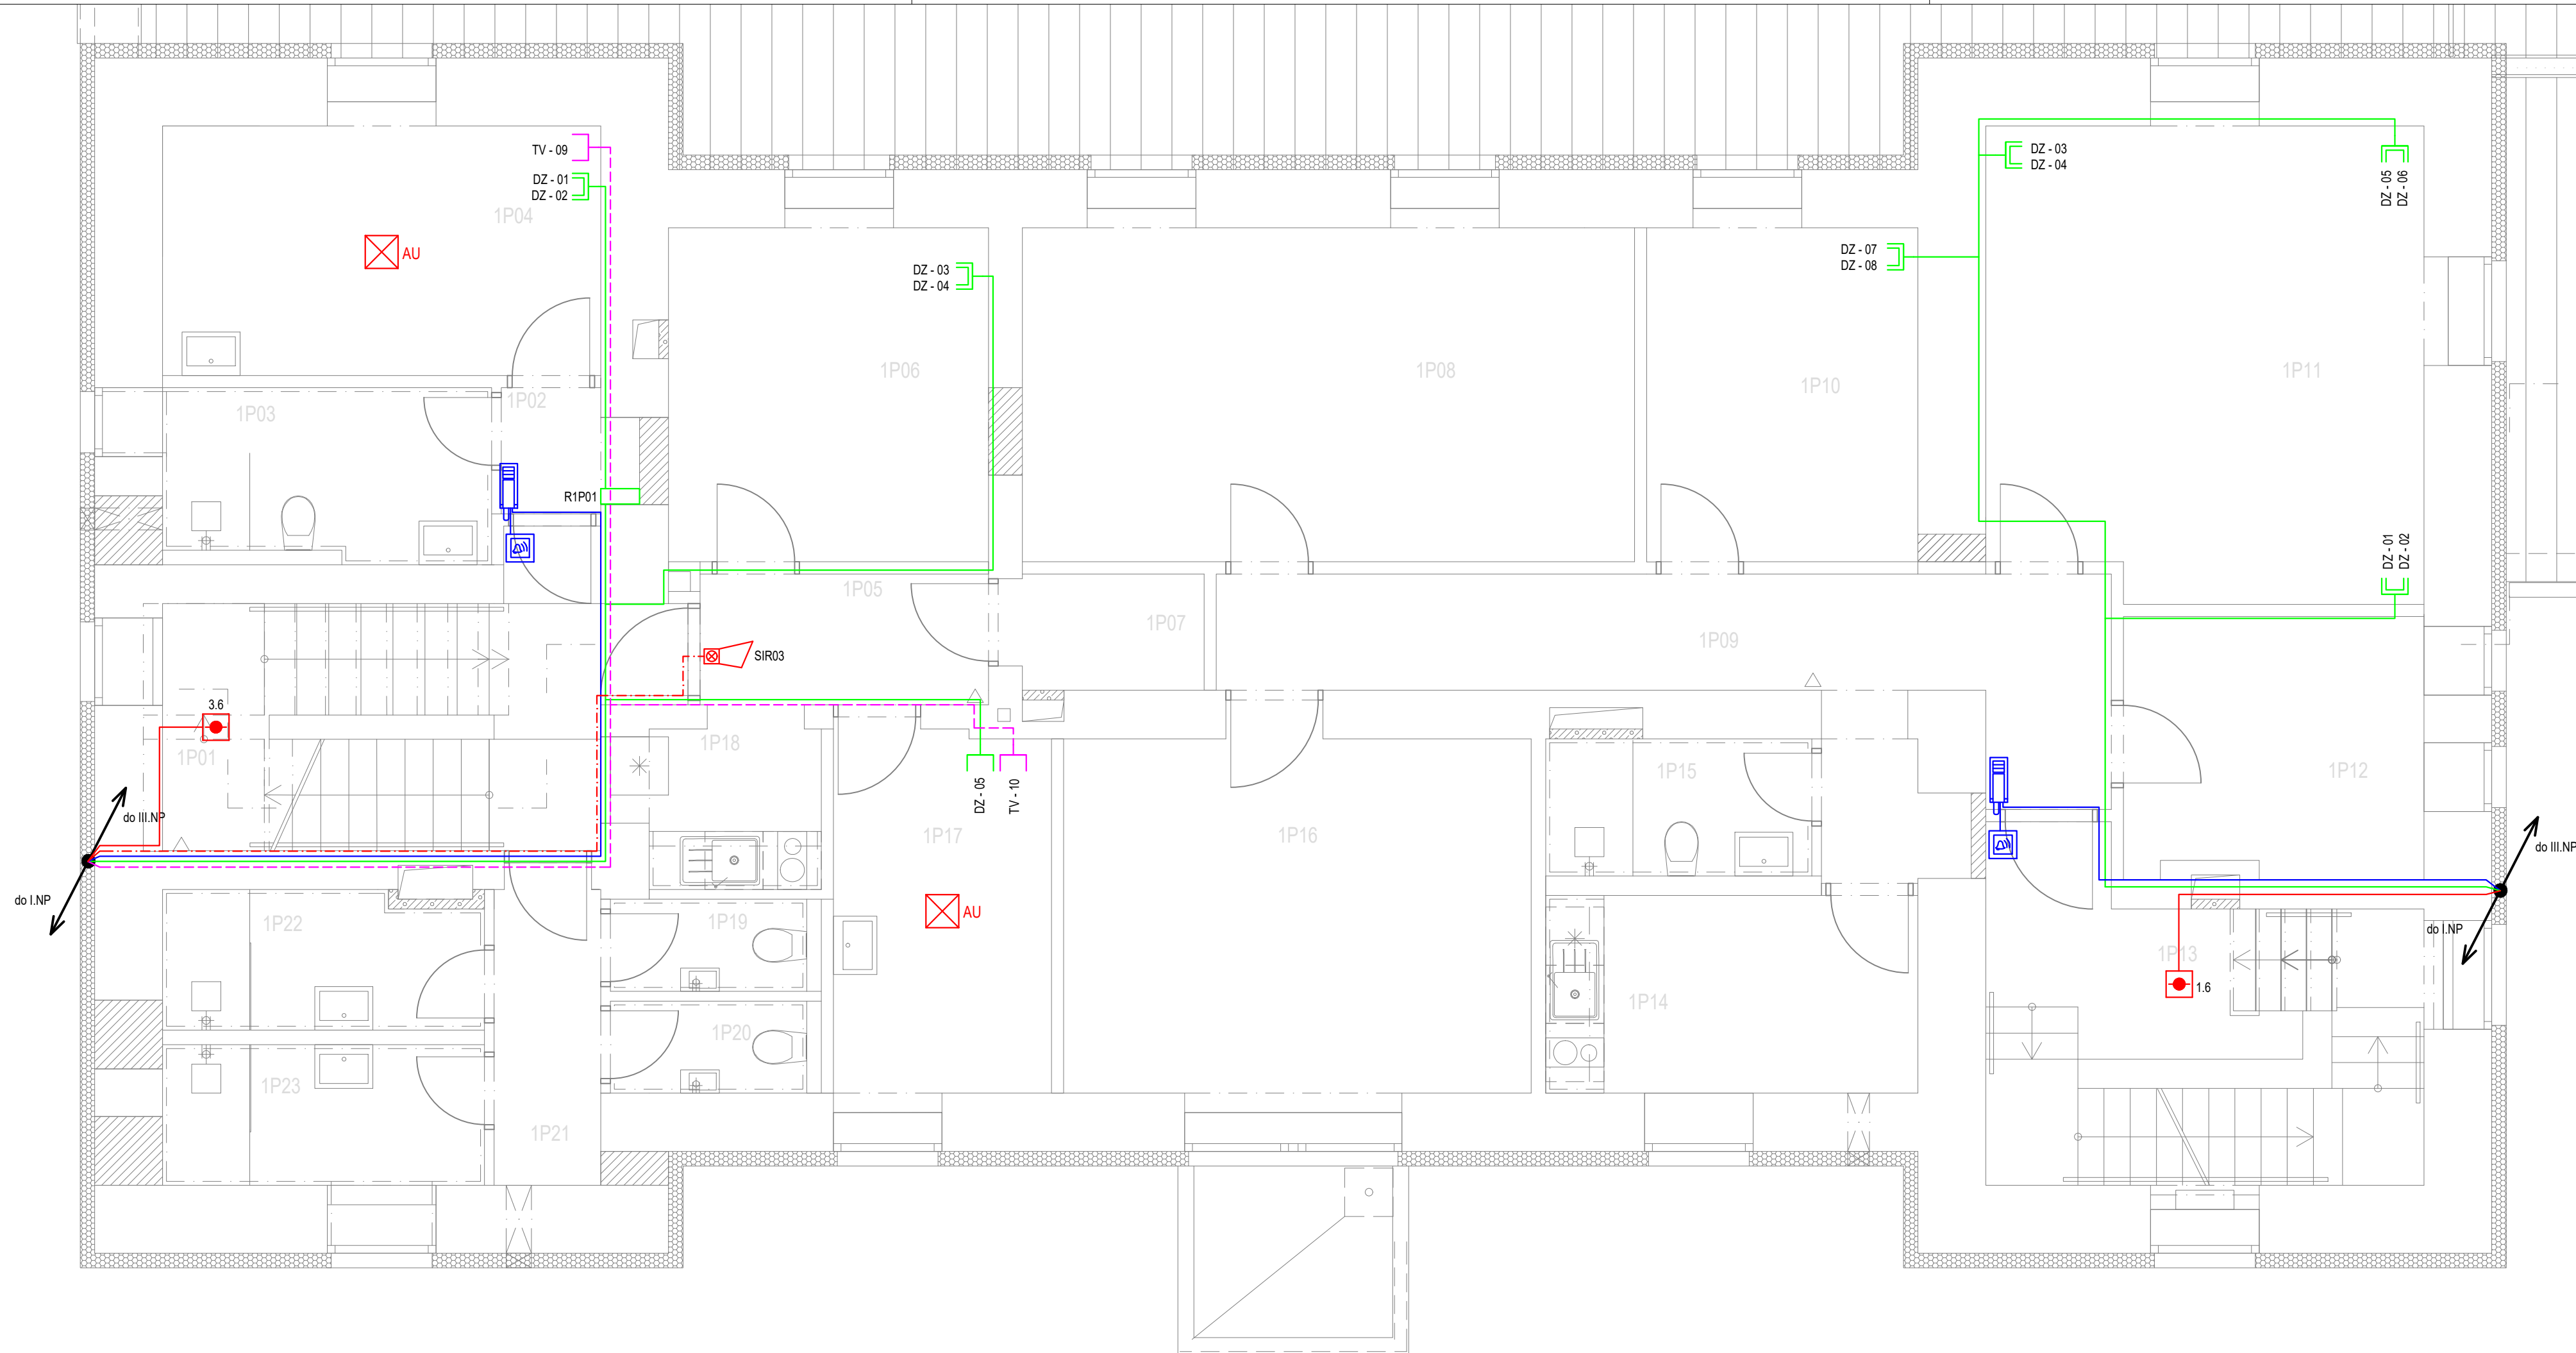 TV - 09
DZ - 01
DZ - 02
1P04
AU
DZ - 03
DZ - 04
DZ - 07
DZ - 08
DZ - 03
DZ - 04
DZ - 05
DZ - 06
1P03
1P02
R1P01
1P06
1P08
1P10
1P11
DZ - 01
DZ - 02
1P05
1P07
1P09
SIR03
3.6
1P01
do III.NP
do I.NP
1P18
DZ - 05
TV - 10
1P17
AU
1P16
1P15
1P12
do III.NP
do I.NP
1P22
1P19
1P13
1.6
1P14
1P20
1P23
1P21